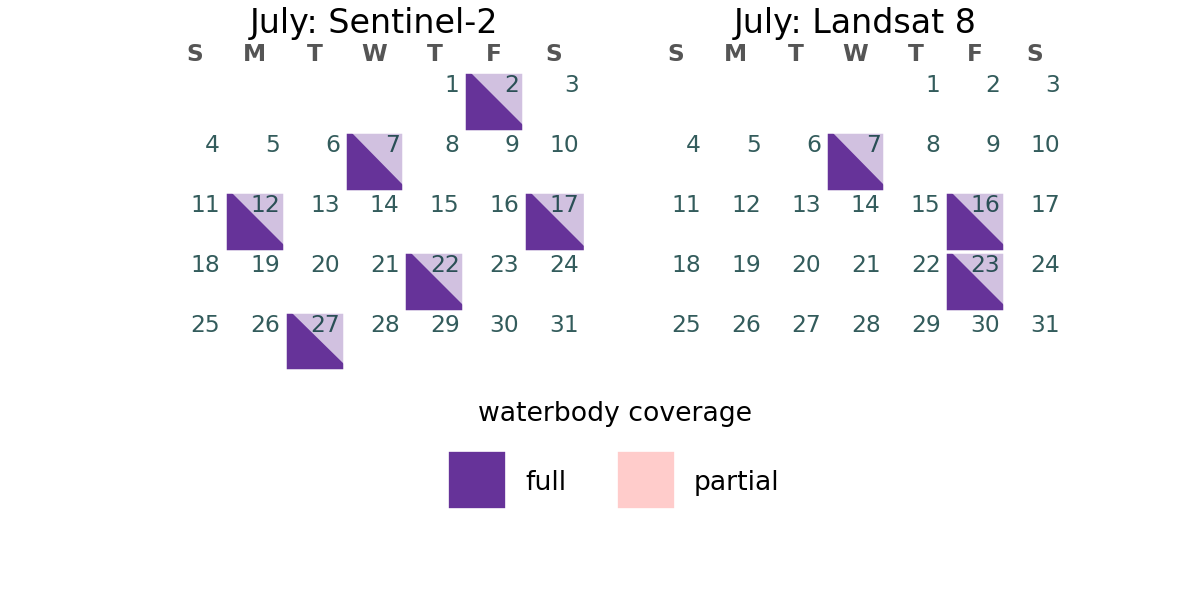 July: Sentinel-2
S M T W T F S
1 2 3
4 5 6 7 8 9 10
11 12 13 14 15 16 17
18 19 20 21 22 23 24
25 26 27 28 29 30 31
July: Landsat 8
S M T W T F S
1 2 3
4 5 6 7 8 9 10
11 12 13 14 15 16 17
18 19 20 21 22 23 24
25 26 27 28 29 30 31
waterbody coverage
full partial